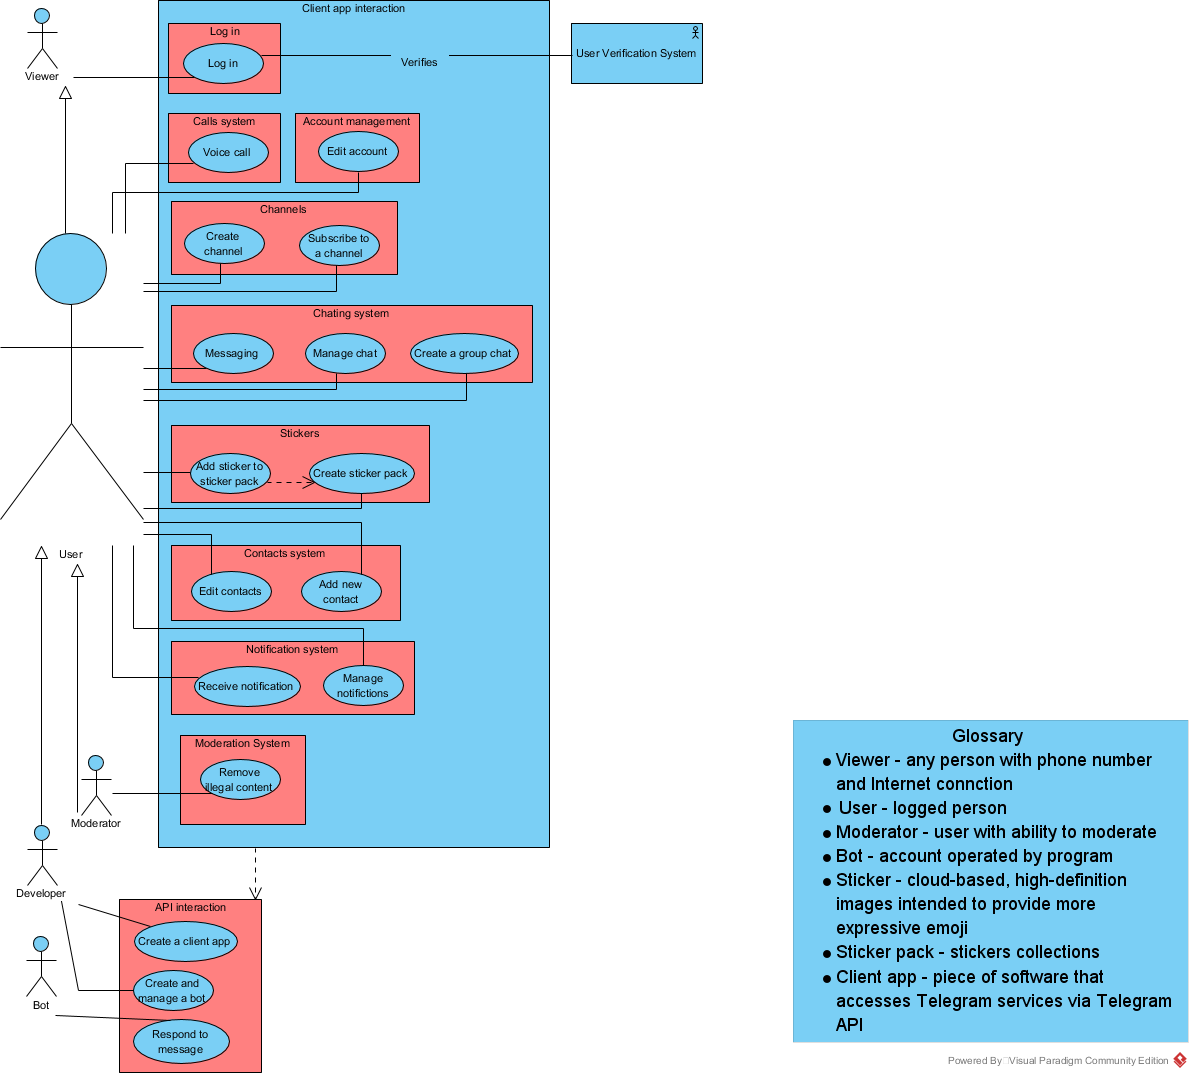 Client app interaction
Log in
Log in
Verifies
User Verification System
Viewer
Calls system
Voice call
Account management
Edit account
Channels
Create
channel
Subscribe to
a channel
Chating system
Messaging
Manage chat
Create a group chat
Stickers
Add sticker to
sticker pack
Create sticker pack
User
Contacts system
Edit contacts
Add new
contact
Notification system
Receive notification
Manage
notifictions
Moderation System
Remove
illegal content
Moderator
Developer
API interaction
Create a client app
Create and
manage a bot
Bot
Respond to
message
Glossary
● Viewer - any person with phone number
and Internet connction
● User - logged person
● Moderator - user with ability to moderate
● Bot - account operated by program
● Sticker - cloud-based, high-definition
images intended to provide more
expressive emoji
● Sticker pack - stickers collections
● Client app - piece of software that
accesses Telegram services via Telegram
API
Powered By Visual Paradigm Community Edition